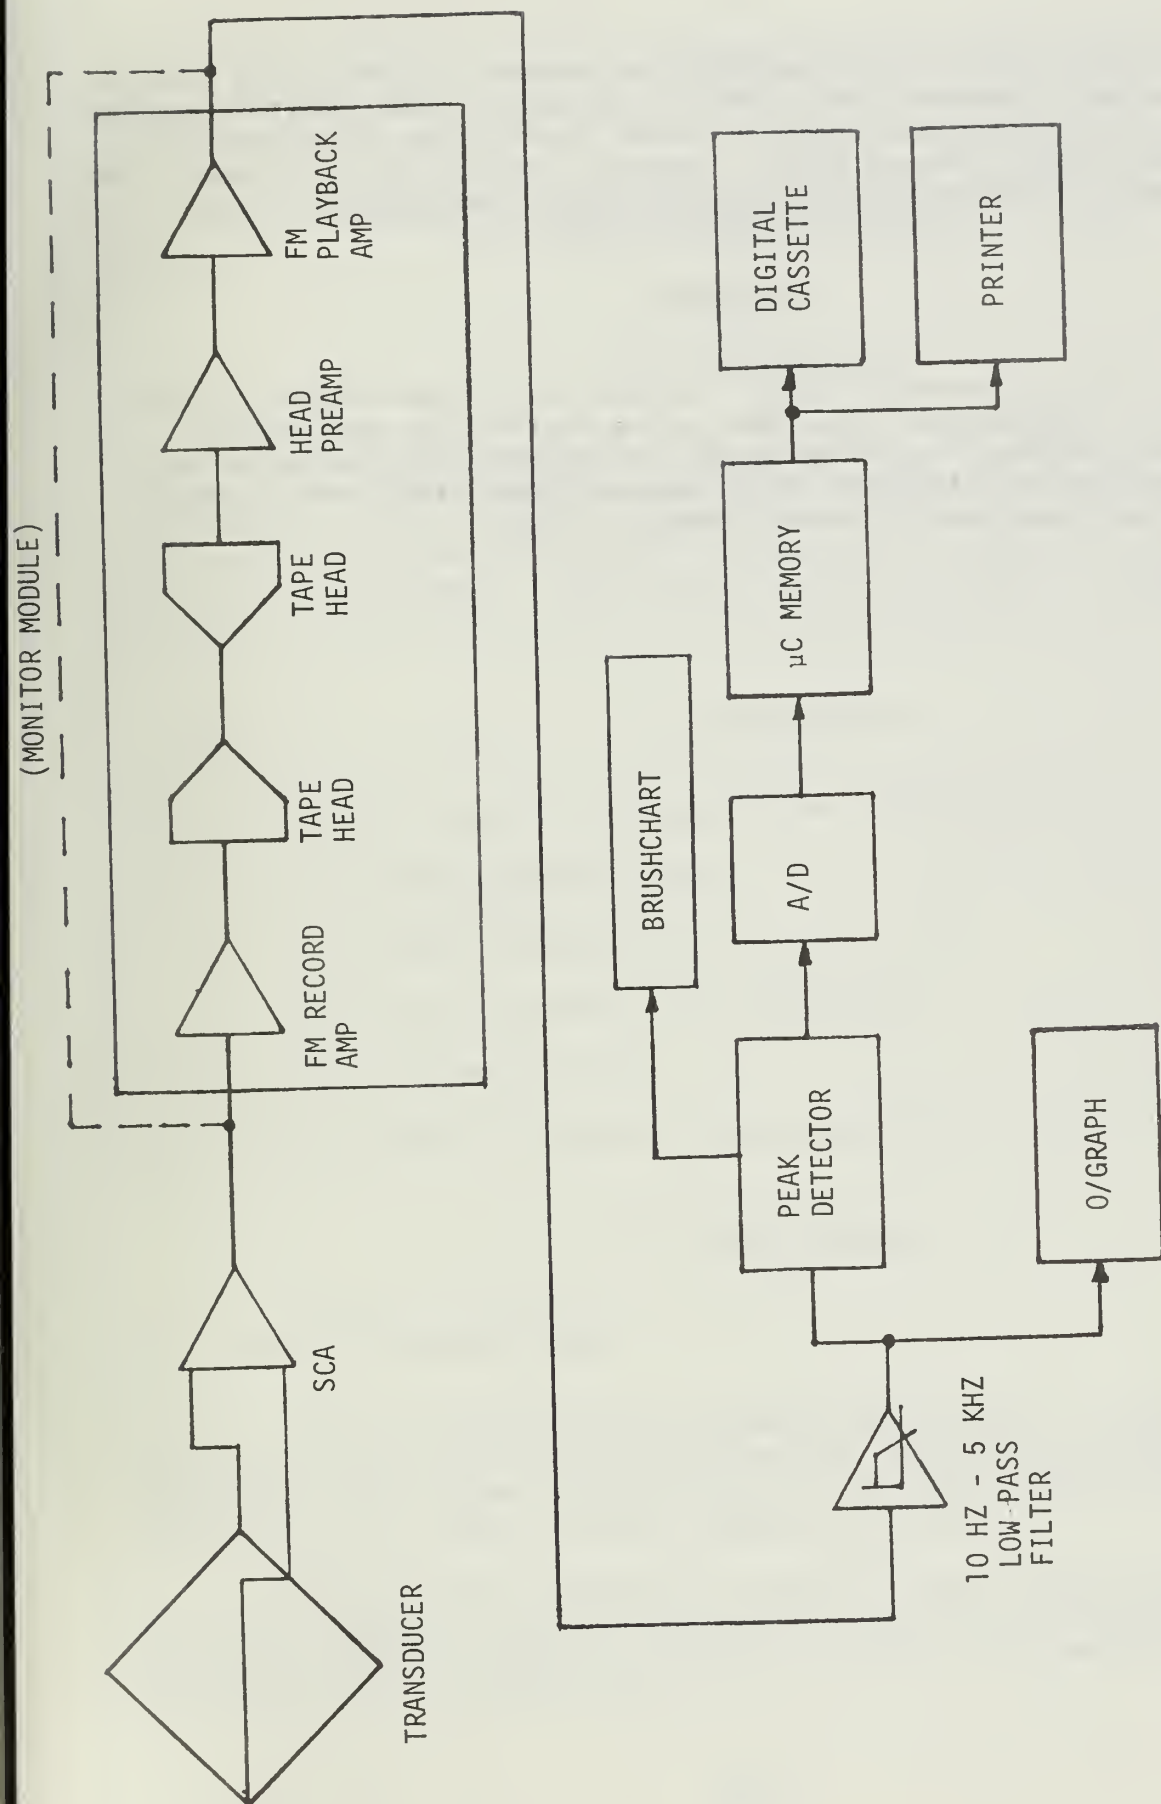 (MONITOR MODULE)
TRANSDUCER
SCA
FM RECORD
AMP
TAPE
HEAD
TAPE
HEAD
HEAD
PREAMP
FM
PLAYBACK
AMP
10 HZ - 5 KHZ
LOW-PASS
FILTER
O/GRAPH
PEAK
DETECTOR
BRUSHCHART
A/D
μC MEMORY
DIGITAL
CASSETTE
PRINTER